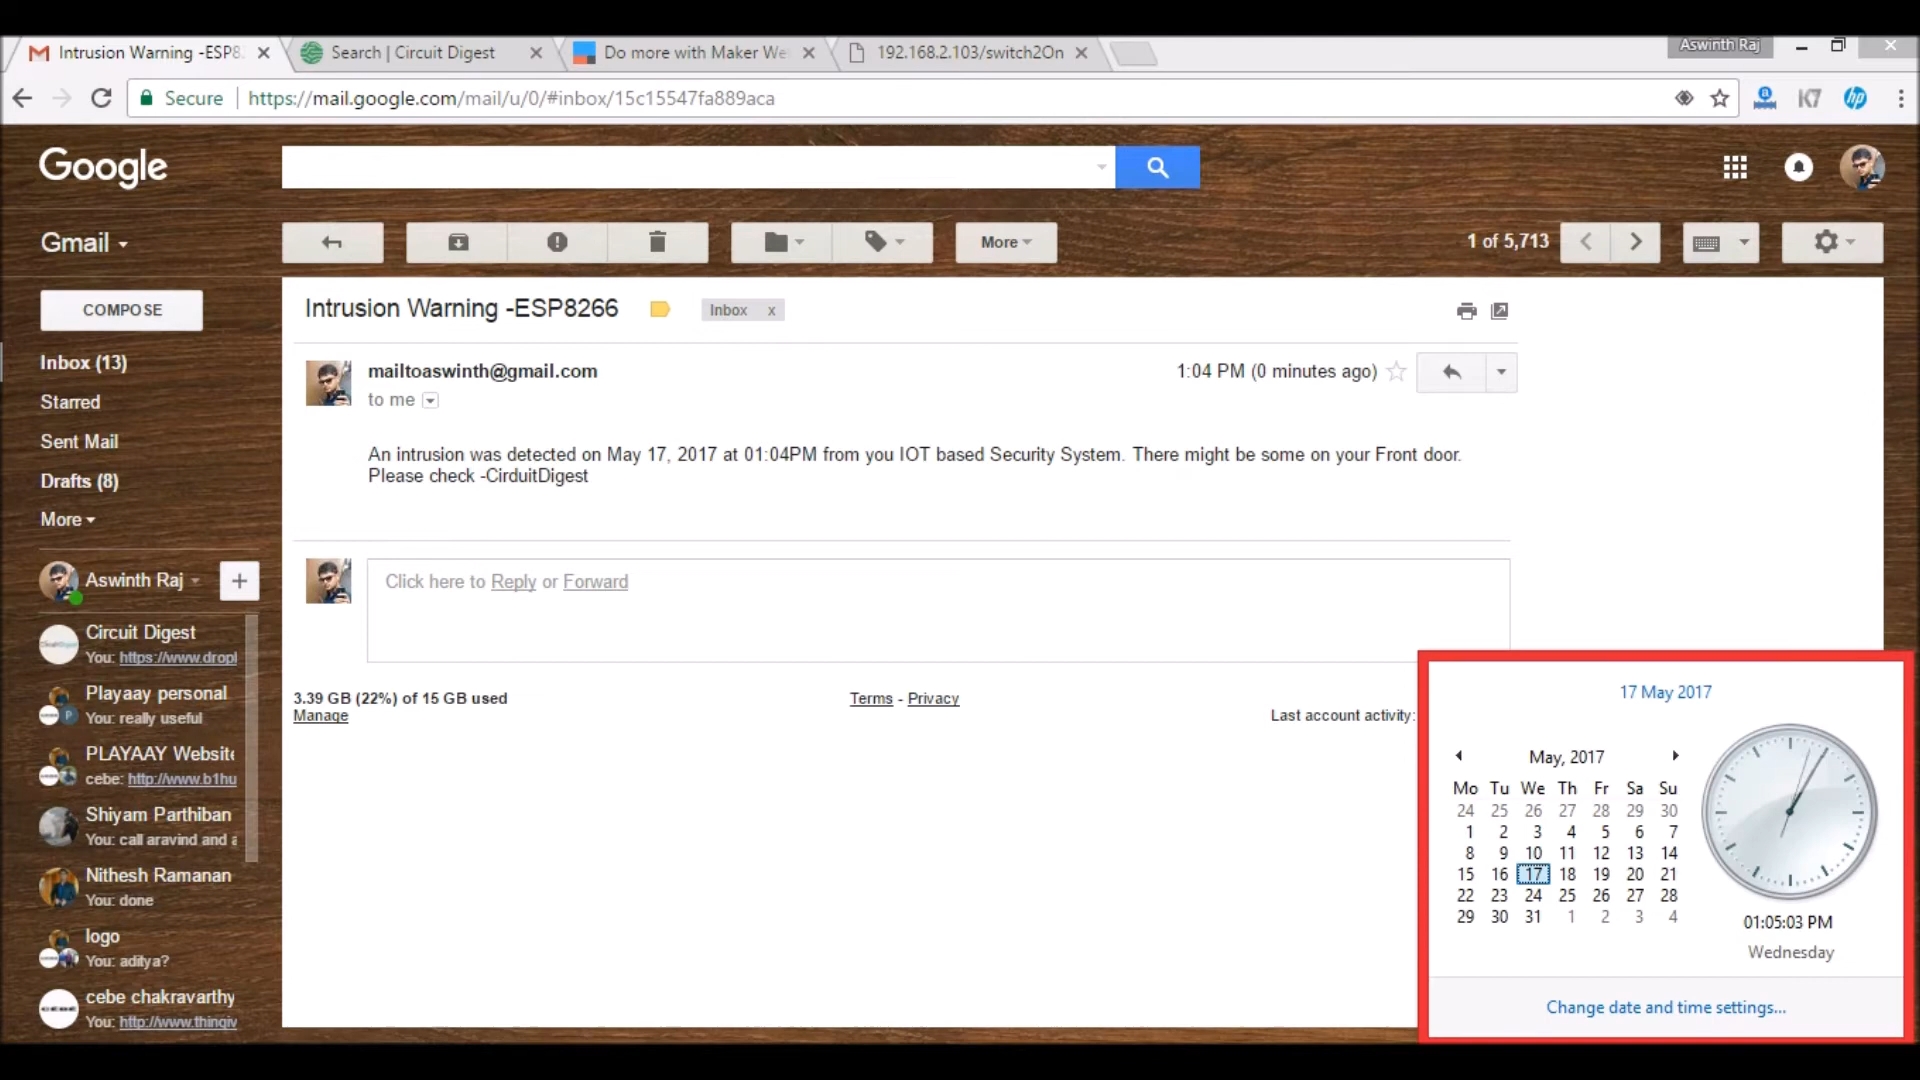 Intrusion Warning -ESP8
Search | Circuit Digest
Do more with Maker We
192.168.2.103/switch2On
Aswinth Raj
Secure
https://mail.google.com/mail/u/0/#inbox/15c15547fa889aca
K7
hp
Google
Gmail
More
1 of 5,713
COMPOSE
Intrusion Warning -ESP8266
Inbox x
Inbox (13)
Starred
Sent Mail
Drafts (8)
More
mailtoaswinth@gmail.com
1:04 PM (0 minutes ago)
to me
An intrusion was detected on May 17, 2017 at 01:04PM from you IOT based Security System. There might be some on your Front door.
Please check -CirduitDigest
Click here to Reply or Forward
Aswinth Raj
Circuit Digest
You: https://www.dropl
Playaay personal
You: really useful
PLAYAAY Website
cebe: http://www.b1hu
Shiyam Parthiban
You: call aravind and a
Nithesh Ramanan
You: done
logo
You: aditya?
cebe chakravarthy
You: http://www.thingiv
3.39 GB (22%) of 15 GB used
Manage
Terms - Privacy
Last account activity:
17 May 2017
May, 2017
Mo Tu We Th Fr Sa Su
24 25 26 27 28 29 30
1 2 3 4 5 6 7
8 9 10 11 12 13 14
15 16 17 18 19 20 21
22 23 24 25 26 27 28
29 30 31 1 2 3 4
01:05:03 PM
Wednesday
Change date and time settings...